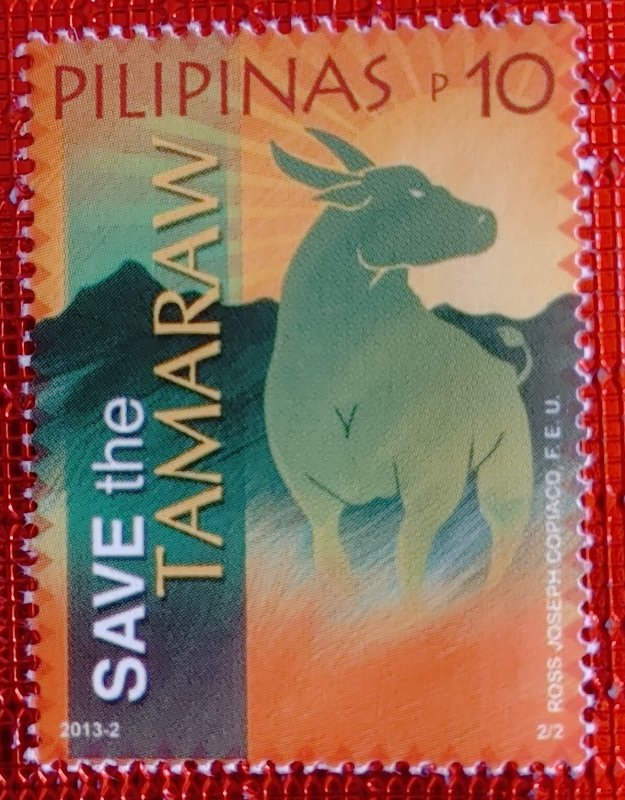 PILIPINAS P10
SAVE the
TAMARAW
ROSS JOSEPH COPIACO, F.E.U.
2013-2
2/2